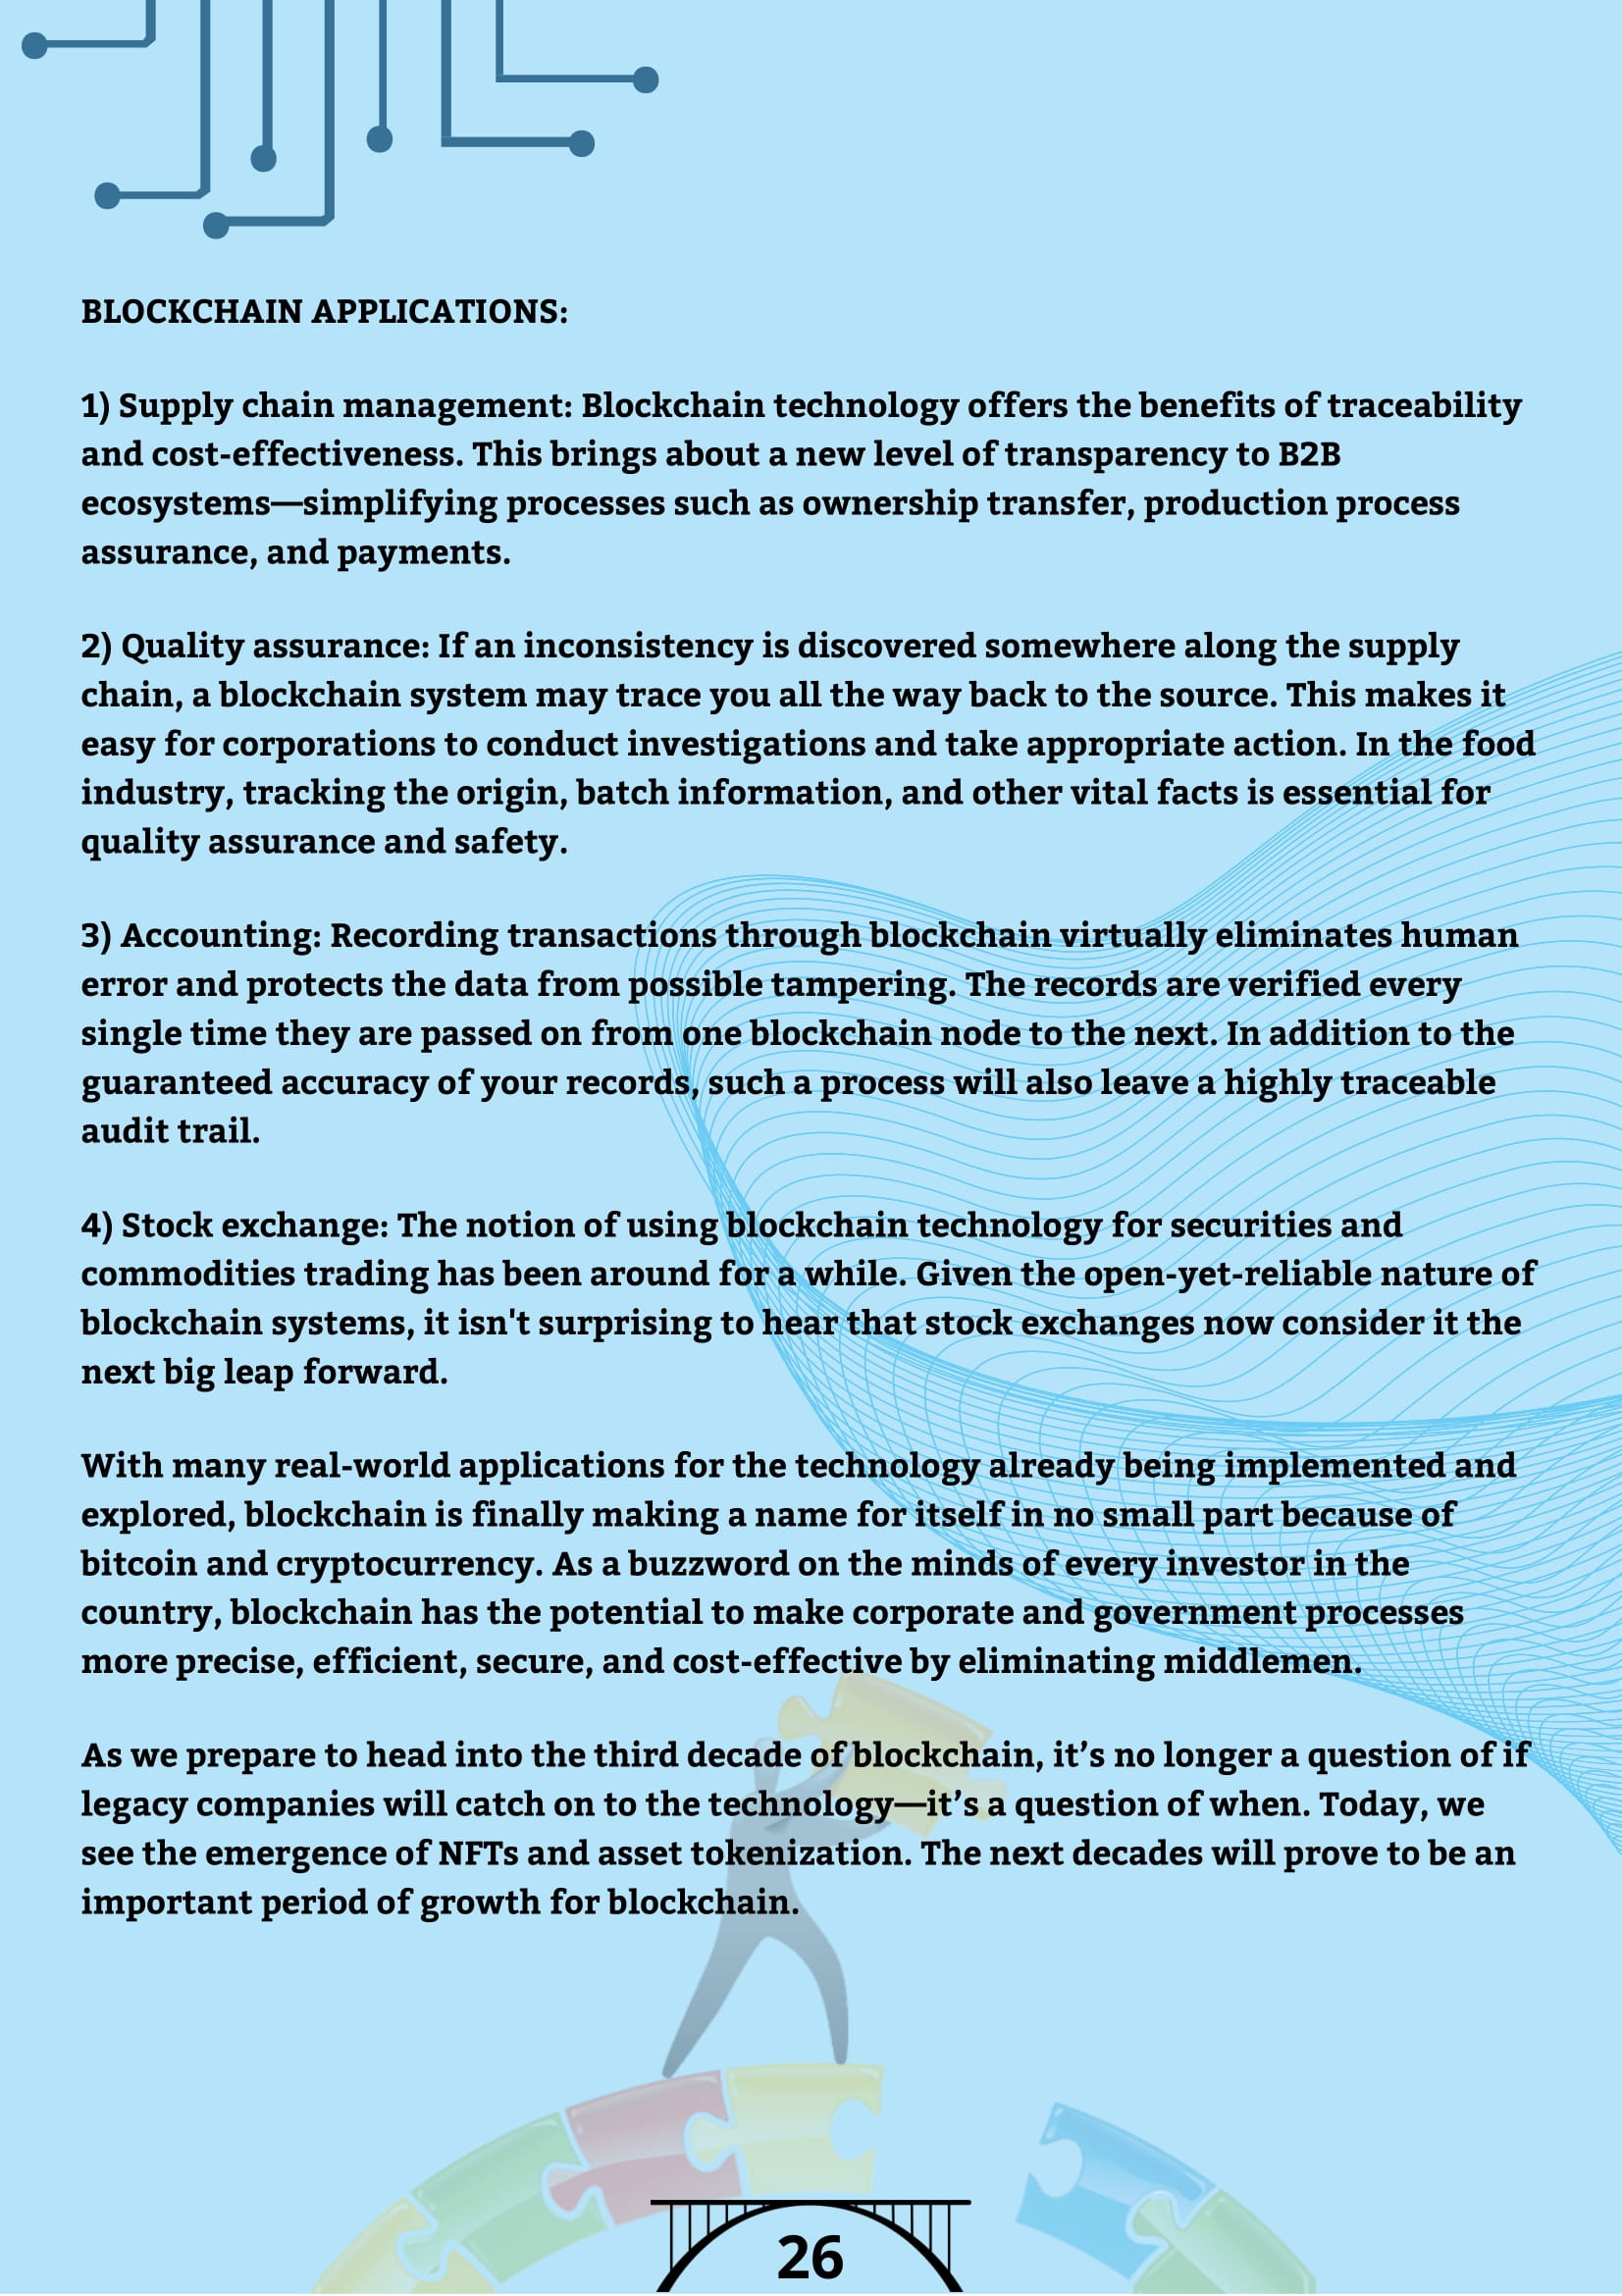 BLOCKCHAIN APPLICATIONS:
1) Supply chain management: Blockchain technology offers the benefits of traceability
and cost-effectiveness. This brings about a new level of transparency to B2B
ecosystems—simplifying processes such as ownership transfer, production process
assurance, and payments.
2) Quality assurance: If an inconsistency is discovered somewhere along the supply
chain, a blockchain system may trace you all the way back to the source. This makes it
easy for corporations to conduct investigations and take appropriate action. In the food
industry, tracking the origin, batch information, and other vital facts is essential for
quality assurance and safety.
3) Accounting: Recording transactions through blockchain virtually eliminates human
error and protects the data from possible tampering. The records are verified every
single time they are passed on from one blockchain node to the next. In addition to the
guaranteed accuracy of your records, such a process will also leave a highly traceable
audit trail.
4) Stock exchange: The notion of using blockchain technology for securities and
commodities trading has been around for a while. Given the open-yet-reliable nature of
blockchain systems, it isn't surprising to hear that stock exchanges now consider it the
next big leap forward.
With many real-world applications for the technology already being implemented and
explored, blockchain is finally making a name for itself in no small part because of
bitcoin and cryptocurrency. As a buzzword on the minds of every investor in the
country, blockchain has the potential to make corporate and government processes
more precise, efficient, secure, and cost-effective by eliminating middlemen.
As we prepare to head into the third decade of blockchain, it’s no longer a question of if
legacy companies will catch on to the technology—it’s a question of when. Today, we
see the emergence of NFTs and asset tokenization. The next decades will prove to be an
important period of growth for blockchain.
26